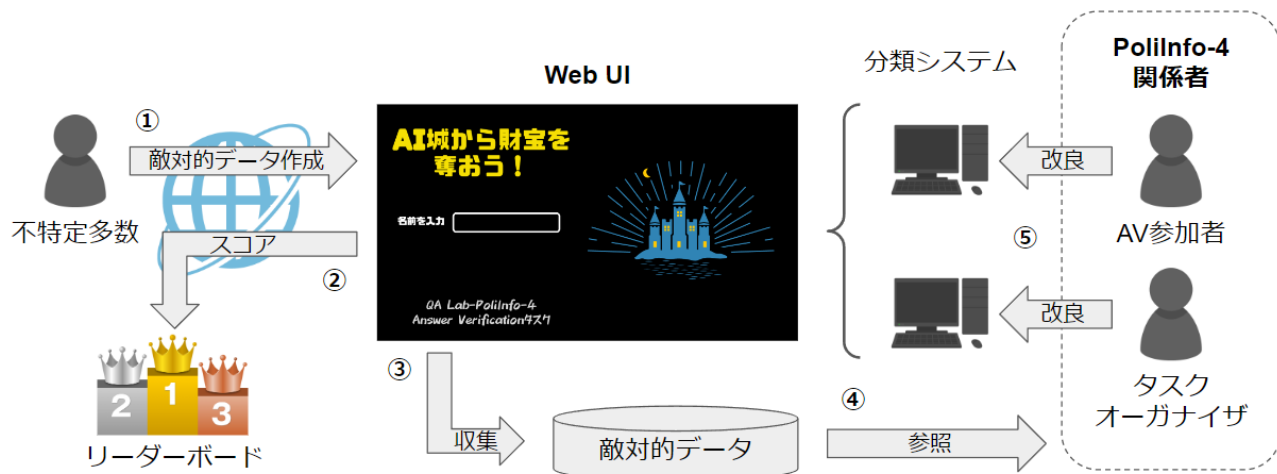 PoliInfo-4
関係者
分類システム
Web UI
①
敵対的データ作成
不特定多数
AI城から財宝を
奪おう！
名前を入力
QA Lab-PoliInfo-4
Answer Verificationタスク
改良
AV参加者
⑤
スコア
②
改良
タスク
オーガナイザ
2
1
3
リーダーボード
③
収集
敵対的データ
④
参照